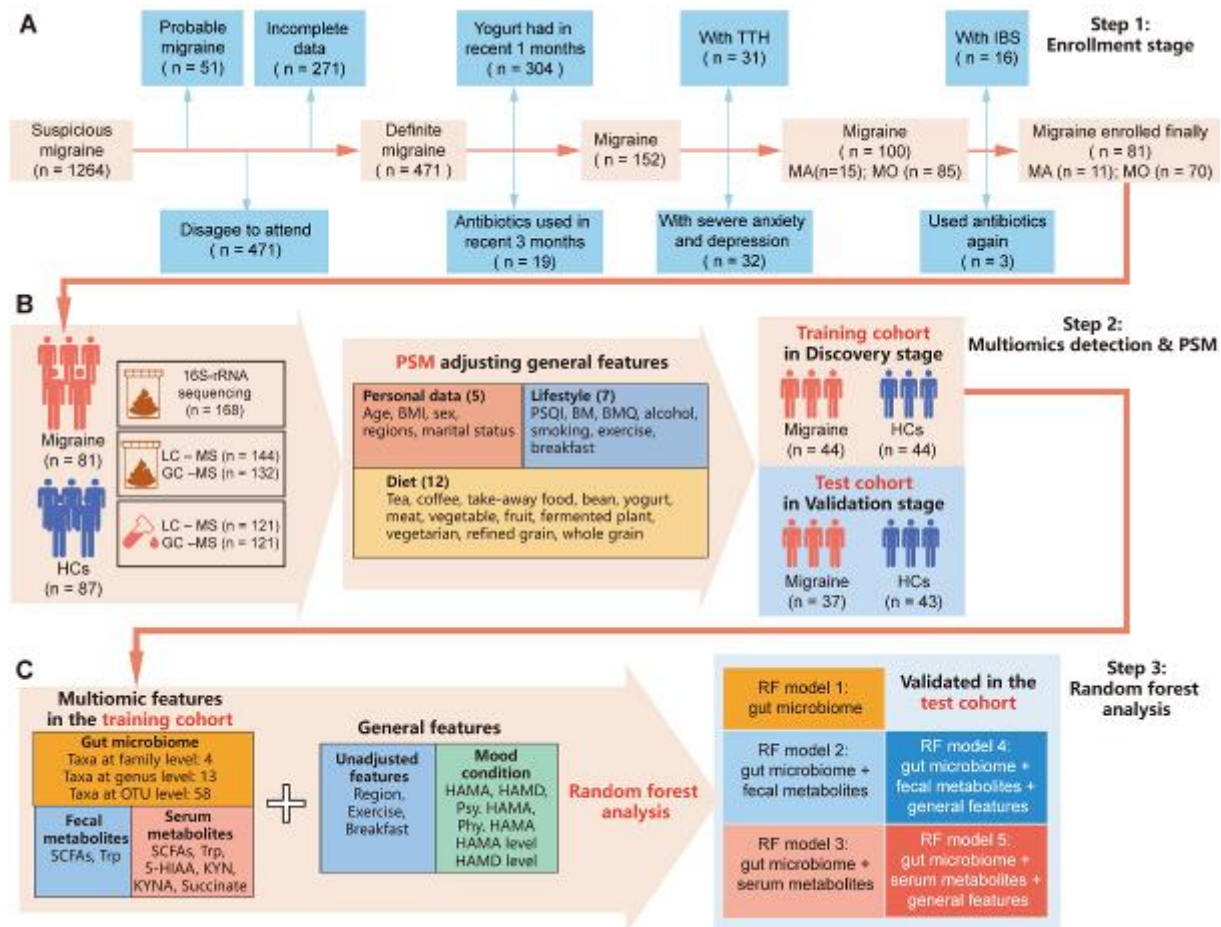 A
Step 1:
Enrollment stage
Probable
migraine
( n = 51)
Incomplete
data
( n = 271)
Yogurt had in
recent 1 months
( n = 304 )
With TTH
( n = 31)
With IBS
( n = 16)
Suspicious
migraine
( n = 1264)
Definite
migraine
( n = 471 )
Migraine
( n = 152)
Migraine
( n = 100)
MA(n=15); MO (n = 85)
Migraine enrolled finally
( n = 81)
MA (n = 11); MO (n = 70)
Disagee to attend
( n = 471)
Antibiotics used in
recent 3 months
( n = 19)
With severe anxiety
and depression
( n = 32)
Used antibiotics
again
( n = 3)
B
Step 2:
Multiomics detection & PSM
Migraine
(n = 81)
HCs
(n = 87)
16S-rRNA
sequencing
(n = 168)
LC – MS (n = 144)
GC –MS (n = 132)
LC – MS (n = 121)
GC –MS (n = 121)
PSM adjusting general features
Personal data (5)
Age, BMI, sex,
regions, marital status
Lifestyle (7)
PSQI, BM, BMQ, alcohol,
smoking, exercise,
breakfast
Diet (12)
Tea, coffee, take-away food, bean, yogurt,
meat, vegetable, fruit, fermented plant,
vegetarian, refined grain, whole grain
Training cohort
in Discovery stage
Migraine
(n = 44)
HCs
(n = 44)
Test cohort
in Validation stage
Migraine
(n = 37)
HCs
(n = 43)
C
Step 3:
Random forest
analysis
Multiomic features
in the training cohort
Gut microbiome
Taxa at family level: 4
Taxa at genus level: 13
Taxa at OTU level: 58
Fecal
metabolites
SCFAs, Trp
Serum
metabolites
SCFAs, Trp,
5-HIAA, KYN,
KYNA, Succinate
General features
Unadjusted
features
Region,
Exercise,
Breakfast
Mood
condition
HAMA, HAMD,
Psy. HAMA,
Phy. HAMA
HAMA level
HAMD level
Random forest
analysis
RF model 1:
gut microbiome
Validated in the
test cohort
RF model 2:
gut microbiome +
fecal metabolites
RF model 4:
gut microbiome +
fecal metabolites +
general features
RF model 3:
gut microbiome +
serum metabolites
RF model 5:
gut microbiome +
serum metabolites +
general features